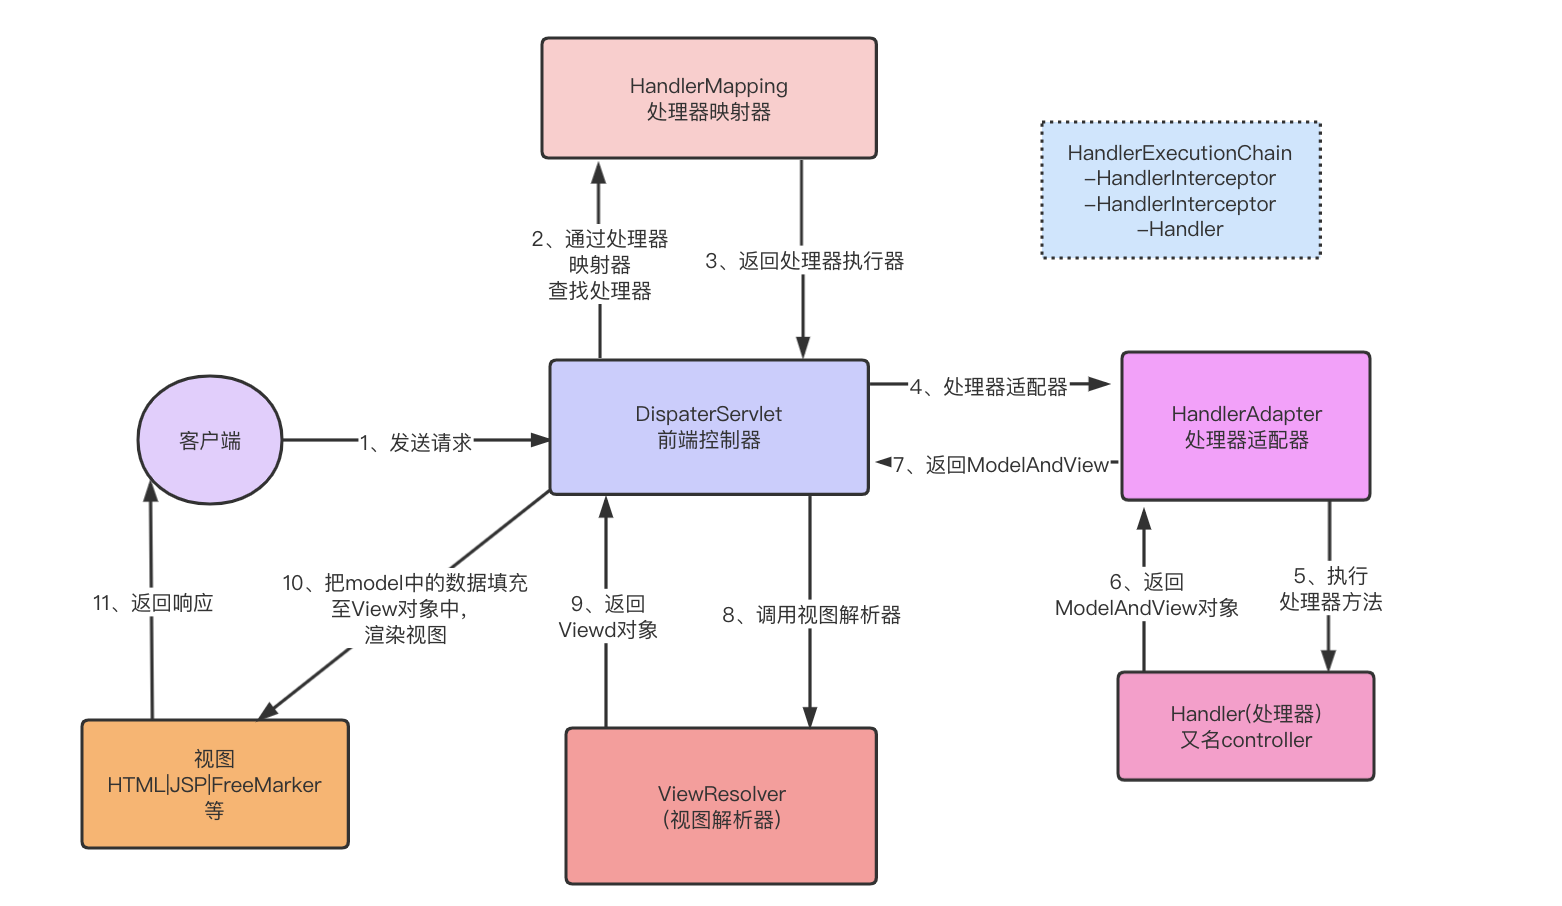 HandlerMapping
处理器映射器
HandlerExecutionChain
-HandlerInterceptor
-HandlerInterceptor
-Handler
2、通过处理器
映射器
查找处理器
3、返回处理器执行器
DispaterServlet
前端控制器
4、处理器适配器
HandlerAdapter
处理器适配器
客户端
1、发送请求
7、返回ModelAndView
10、把model中的数据填充
至View对象中，
渲染视图
11、返回响应
9、返回
Viewd对象
8、调用视图解析器
6、返回
ModelAndView对象
5、执行
处理器方法
Handler(处理器)
又名controller
视图
HTML|JSP|FreeMarker
等
ViewResolver
(视图解析器)